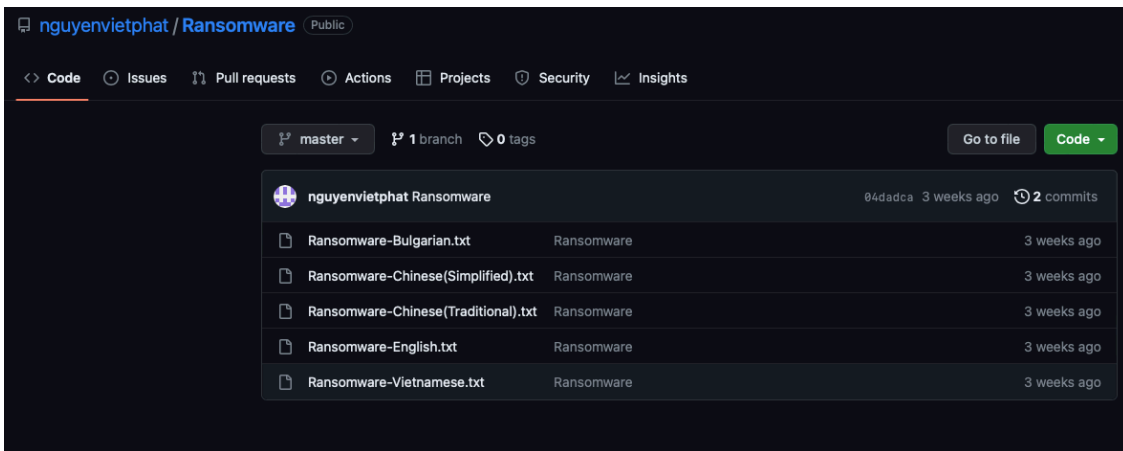 nguyenvietphat / Ransomware Public
Code Issues Pull requests Actions Projects Security Insights
master 1 branch 0 tags Go to file Code
nguyenvietphat Ransomware 04dadca 3 weeks ago 2 commits
Ransomware-Bulgarian.txt Ransomware 3 weeks ago
Ransomware-Chinese(Simplified).txt Ransomware 3 weeks ago
Ransomware-Chinese(Traditional).txt Ransomware 3 weeks ago
Ransomware-English.txt Ransomware 3 weeks ago
Ransomware-Vietnamese.txt Ransomware 3 weeks ago